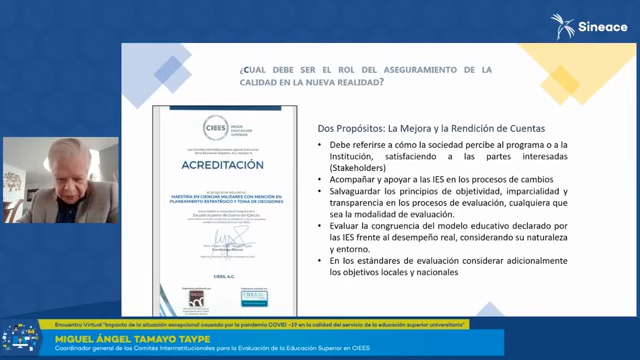 Sineace
¿CUAL DEBE SER EL ROL DEL ASEGURAMIENTO DE LA
CALIDAD EN LA NUEVA REALIDAD?
CIEES
ACREDITACIÓN
MAESTRÍA EN CIENCIAS MILITARES CON MENCIÓN EN
PLANEAMIENTO ESTRATÉGICO Y TOMA DE DECISIONES
CIEES, A.C.
Dos Propósitos: La Mejora y la Rendición de Cuentas
• Debe referirse a cómo la sociedad percibe al programa o a la
Institución, satisfaciendo a las partes interesadas
(Stakeholders)
• Acompañar y apoyar a las IES en los procesos de cambios
• Salvaguardar los principios de objetividad, imparcialidad y
transparencia en los procesos de evaluación, cualquiera que
sea la modalidad de evaluación.
• Evaluar la congruencia del modelo educativo declarado por
las IES frente al desempeño real, considerando su naturaleza
y entorno.
• En los estándares de evaluación considerar adicionalmente
los objetivos locales y nacionales
Encuentro Virtual "Impacto de la situación excepcional causada por la pandemia COVID -19 en la calidad del servicio de la educación superior universitaria"
MIGUEL ÁNGEL TAMAYO TAYPE
Coordinador general de los Comités Interinstitucionales para la Evaluación de la Educación Superior en CIEES